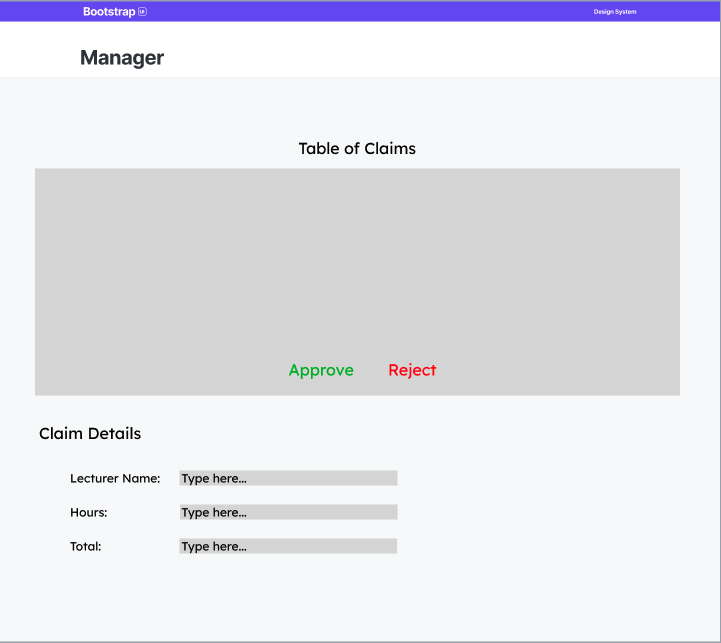 Bootstrap UI Design System
Manager
Table of Claims
Approve Reject
Claim Details
Lecturer Name: Type here...
Hours: Type here...
Total: Type here...